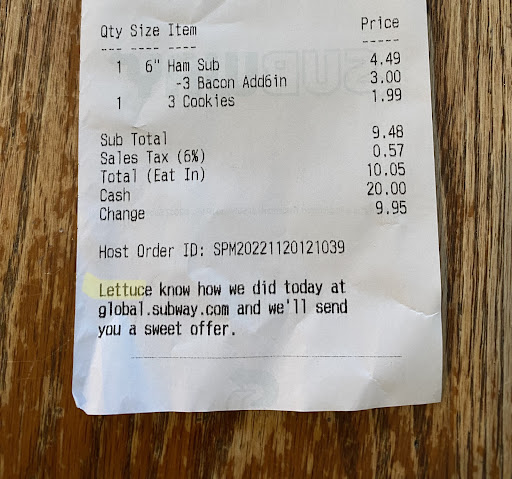 Qty Size Item Price
--- ---- ---- -----
1 6" Ham Sub 4.49
-3 Bacon Add6in 3.00
1 3 Cookies 1.99
Sub Total 9.48
Sales Tax (6%) 0.57
Total (Eat In) 10.05
Cash 20.00
Change 9.95
Host Order ID: SPM20221120121039
Lettuce know how we did today at
global.subway.com and we'll send
you a sweet offer.